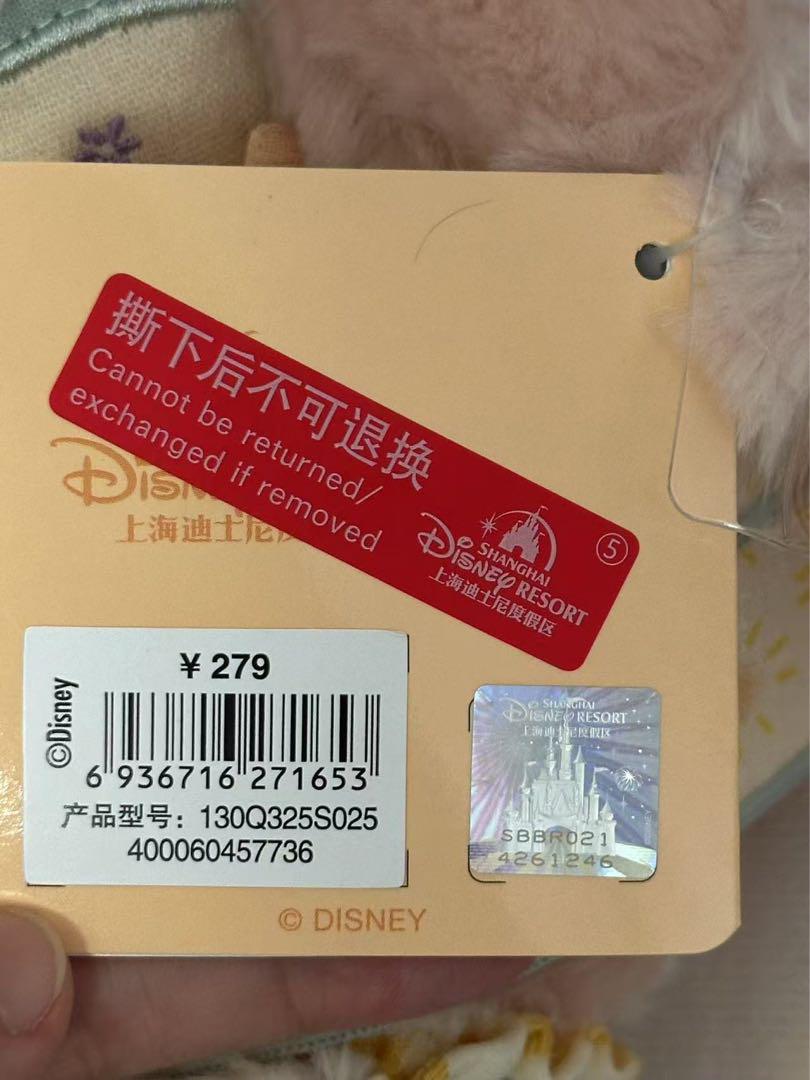 撕下后不可退换
Cannot be returned/
exchanged if removed
⑤
SHANGHAI
DISNEY RESORT
上海迪士尼度假区
DISN
上海迪士尼度
©Disney
¥ 279
6 936716 271653
产品型号：130Q325S025
400060457736
SHANGHAI
DISNEY RESORT
上海迪士尼度假区
SBBR021
4261246
© DISNEY